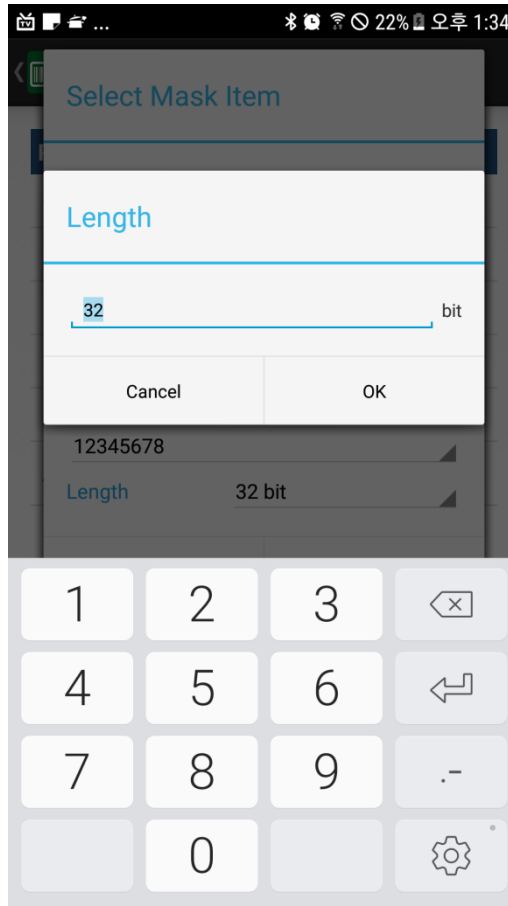 ... 22% 오후 1:34
Select Mask Item
Length
32 bit
Cancel OK
12345678
Length 32 bit
1 2 3
4 5 6
7 8 9 .-
0